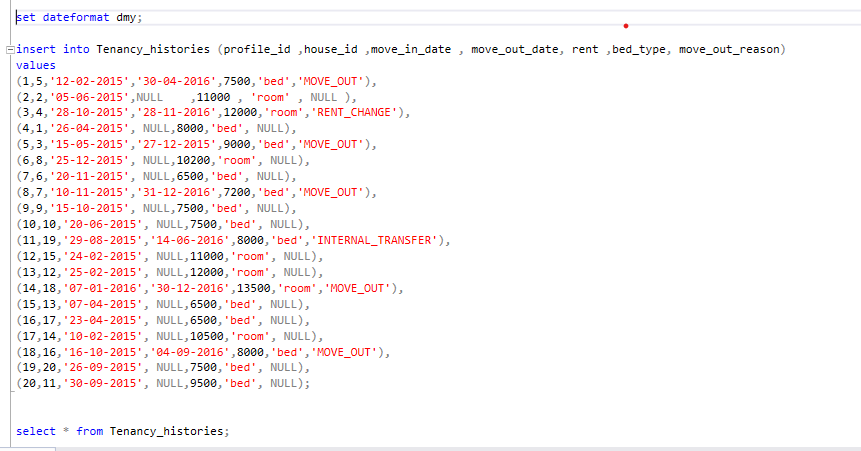 set dateformat dmy;
insert into Tenancy_histories (profile_id ,house_id ,move_in_date , move_out_date, rent ,bed_type, move_out_reason)
values
(1,5,'12-02-2015','30-04-2016',7500,'bed','MOVE_OUT'),
(2,2,'05-06-2015',NULL    ,11000 , 'room' , NULL ),
(3,4,'28-10-2015','28-11-2016',12000,'room','RENT_CHANGE'),
(4,1,'26-04-2015', NULL,8000,'bed', NULL),
(5,3,'15-05-2015','27-12-2015',9000,'bed','MOVE_OUT'),
(6,8,'25-12-2015', NULL,10200,'room', NULL),
(7,6,'20-11-2015', NULL,6500,'bed', NULL),
(8,7,'10-11-2015','31-12-2016',7200,'bed','MOVE_OUT'),
(9,9,'15-10-2015', NULL,7500,'bed', NULL),
(10,10,'20-06-2015', NULL,7500,'bed', NULL),
(11,19,'29-08-2015','14-06-2016',8000,'bed','INTERNAL_TRANSFER'),
(12,15,'24-02-2015', NULL,11000,'room', NULL),
(13,12,'25-02-2015', NULL,12000,'room', NULL),
(14,18,'07-01-2016','30-12-2016',13500,'room','MOVE_OUT'),
(15,13,'07-04-2015', NULL,6500,'bed', NULL),
(16,17,'23-04-2015', NULL,6500,'bed', NULL),
(17,14,'10-02-2015', NULL,10500,'room', NULL),
(18,16,'16-10-2015','04-09-2016',8000,'bed','MOVE_OUT'),
(19,20,'26-09-2015', NULL,7500,'bed', NULL),
(20,11,'30-09-2015', NULL,9500,'bed', NULL);
select * from Tenancy_histories;